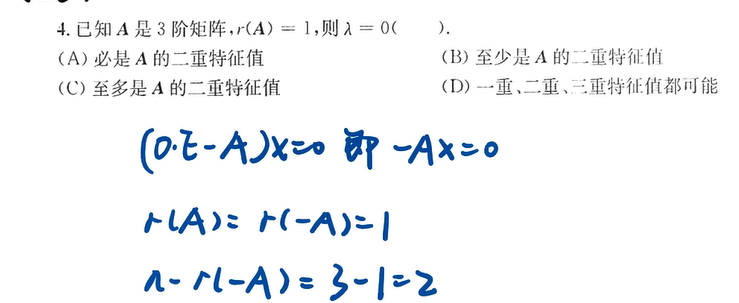 4. 已知 A 是 3 阶矩阵,r(A) = 1,则 λ = 0(  ).
(A) 必是 A 的二重特征值
(B) 至少是 A 的二重特征值
(C) 至多是 A 的二重特征值
(D) 一重、二重、三重特征值都可能
(0·E-A)x=0 即 -Ax=0
r(A)= r(-A)=1
n-r(-A)= 3-1=2